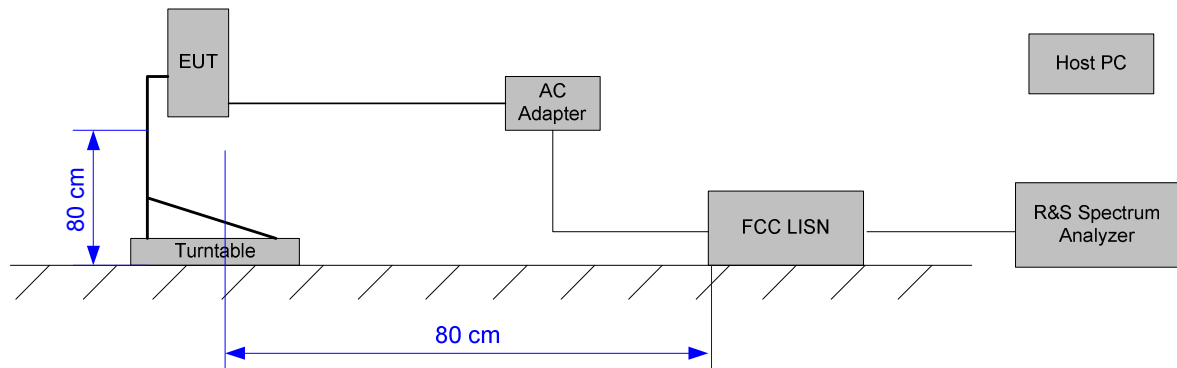 EUT
AC
Adapter
Host PC
80 cm
Turntable
FCC LISN
R&S Spectrum
Analyzer
80 cm